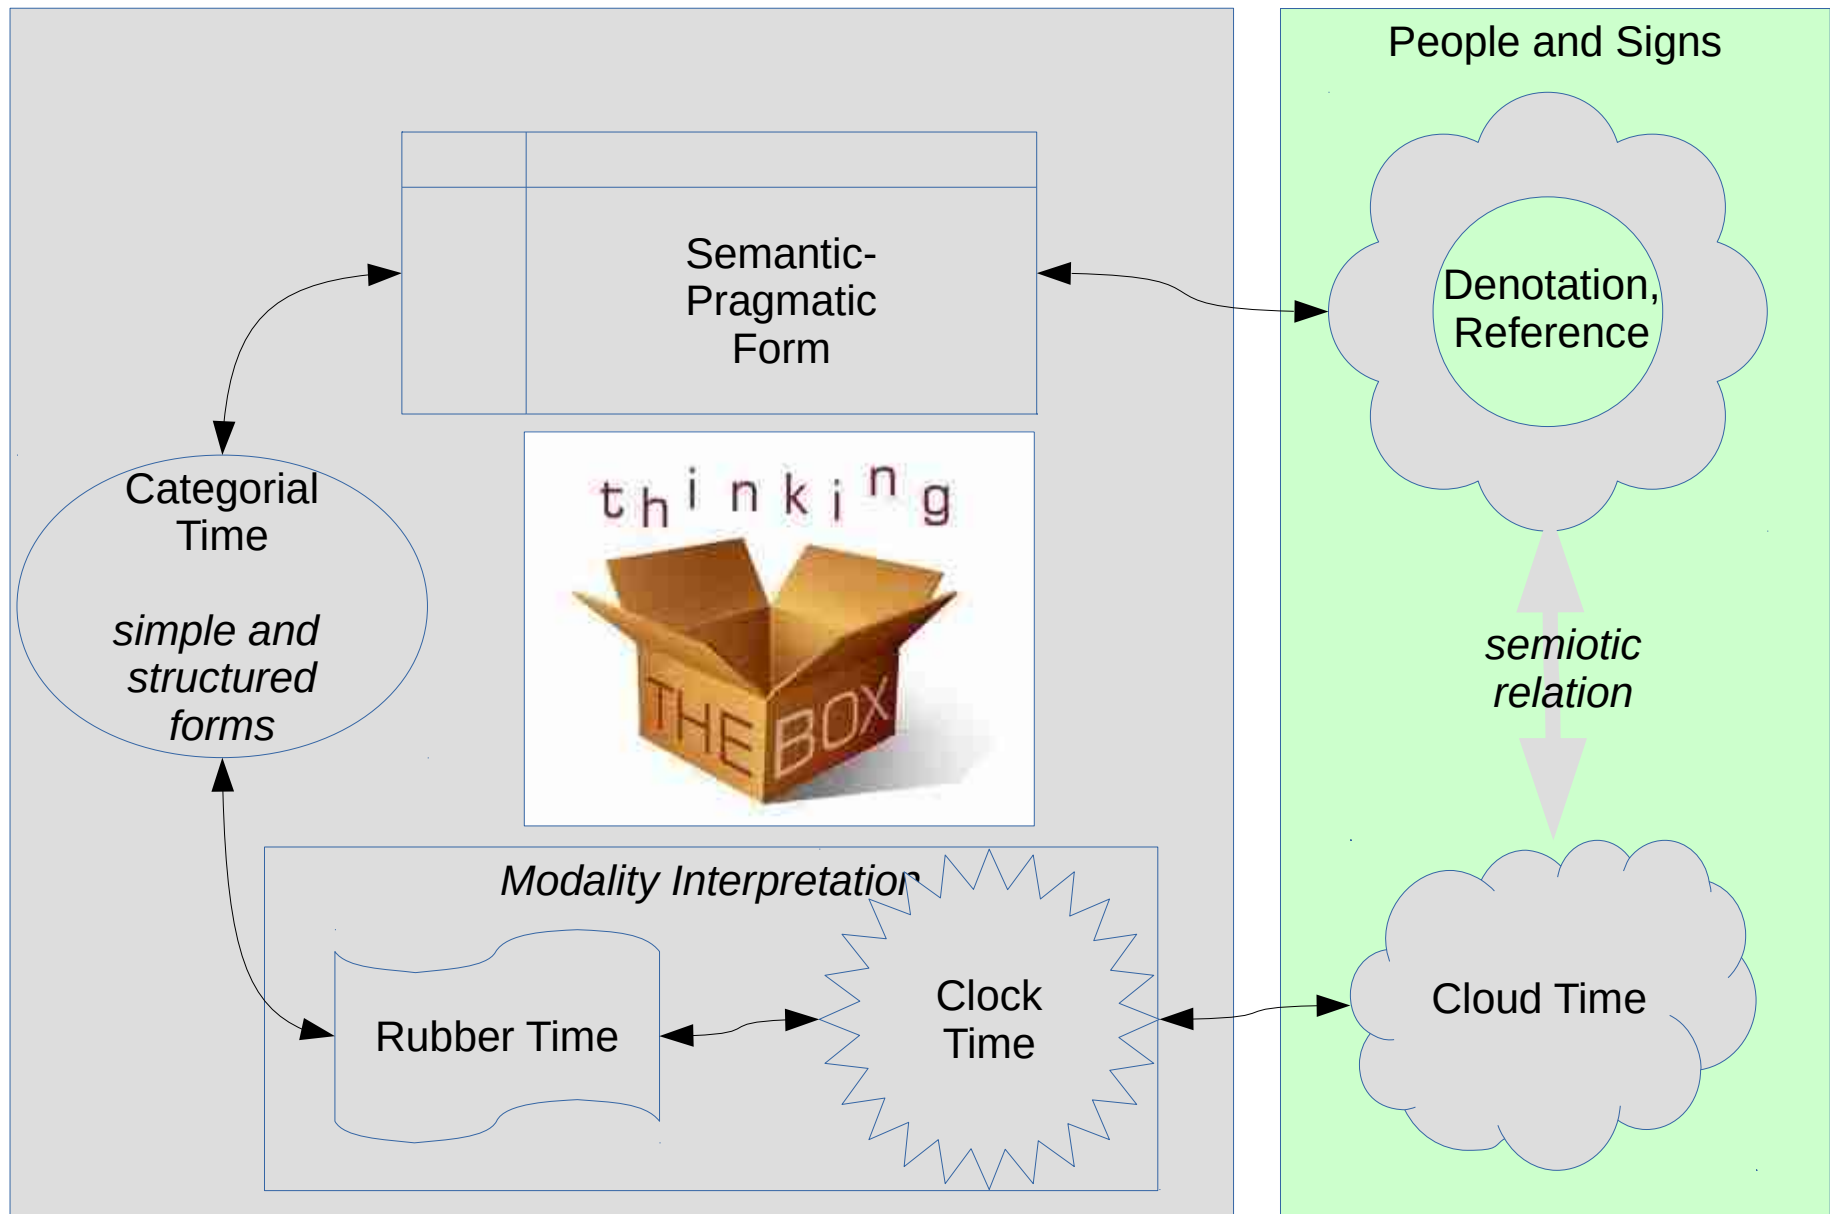 People and Signs
Semantic-
Pragmatic
Form
Denotation,
Reference
Categorial
Time
simple and
structured
forms
thinking
THE BOX
semiotic
relation
Modality Interpretation
Rubber Time
Clock
Time
Cloud Time